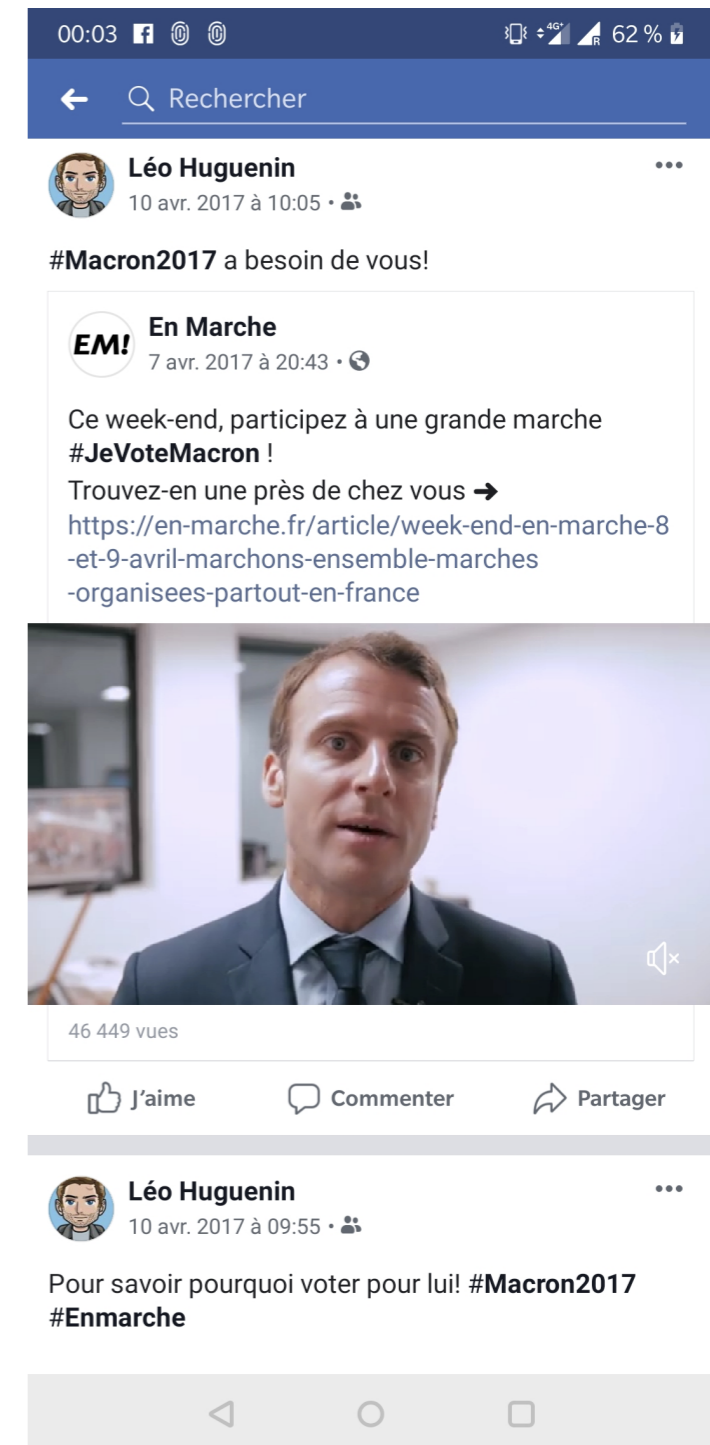 00:03 62 %
4G+
R
Rechercher
Léo Huguenin
10 avr. 2017 à 10:05 •
#Macron2017 a besoin de vous!
EM!
En Marche
7 avr. 2017 à 20:43 •
Ce week-end, participez à une grande marche
#JeVoteMacron !
Trouvez-en une près de chez vous ➔
https://en-marche.fr/article/week-end-en-marche-8
-et-9-avril-marchons-ensemble-marches
-organisees-partout-en-france
46 449 vues
J’aime Commenter Partager
Léo Huguenin
10 avr. 2017 à 09:55 •
Pour savoir pourquoi voter pour lui! #Macron2017
#Enmarche